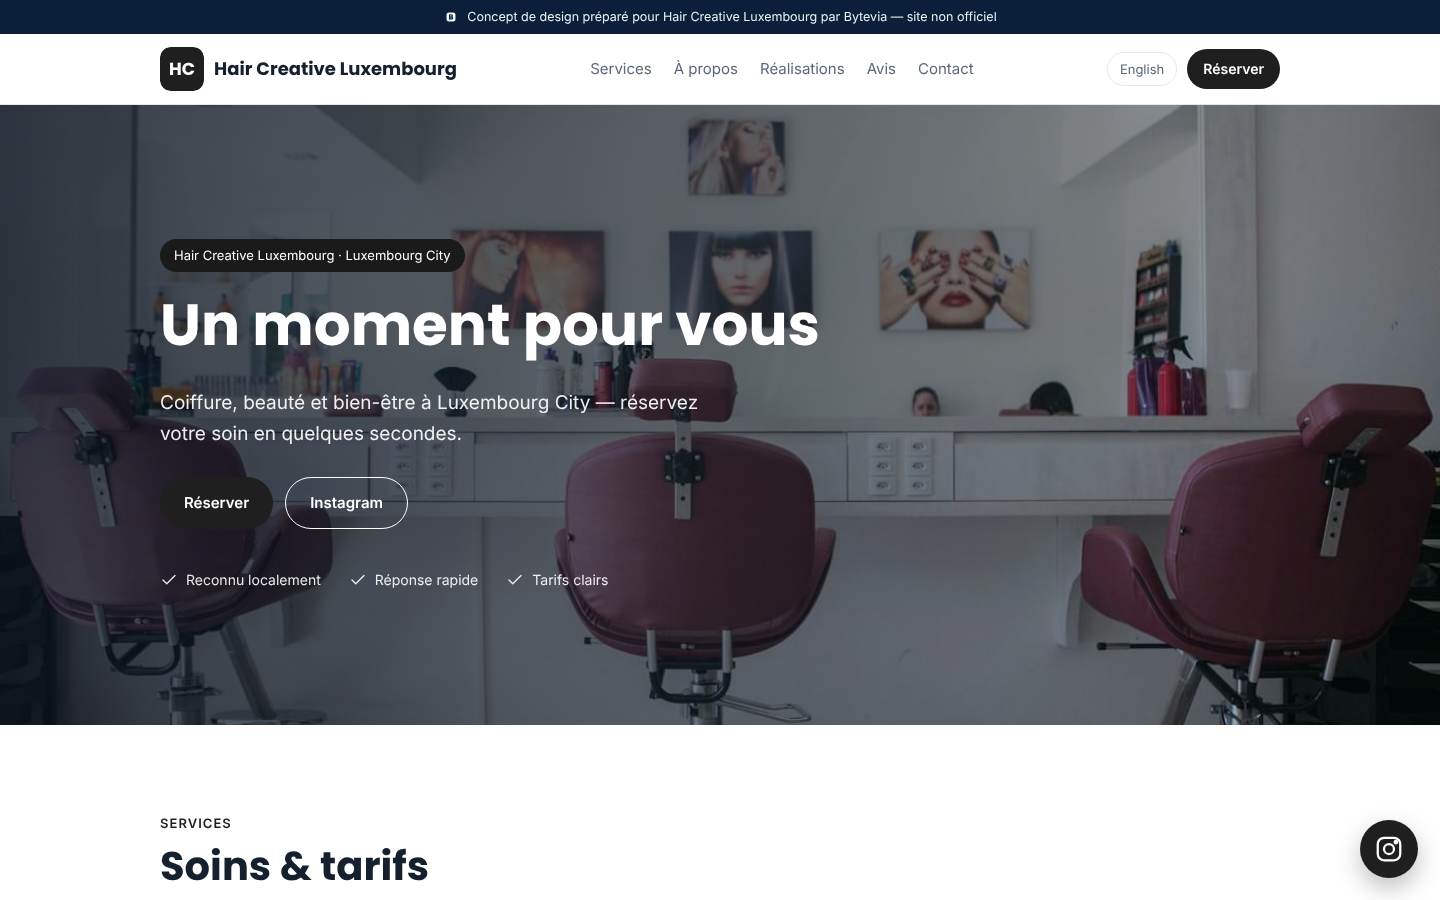 Concept de design préparé pour Hair Creative Luxembourg par Bytevia — site non officiel
HC
Hair Creative Luxembourg
Services
À propos
Réalisations
Avis
Contact
English
Réserver
Hair Creative Luxembourg · Luxembourg City
Un moment pour vous
Coiffure, beauté et bien-être à Luxembourg City — réservez
votre soin en quelques secondes.
Réserver
Instagram
Reconnu localement
Réponse rapide
Tarifs clairs
SERVICES
Soins & tarifs